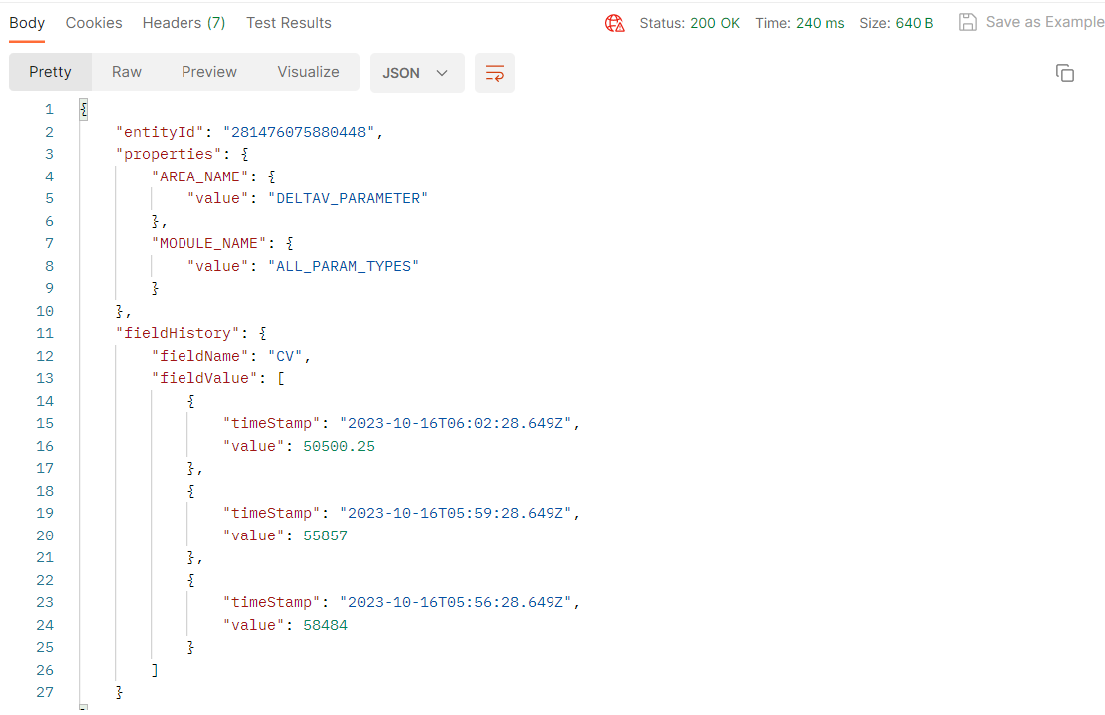 Body Cookies Headers (7) Test Results Status: 200 OK Time: 240 ms Size: 640 B Save as Example
Pretty Raw Preview Visualize JSON
1 {
2 "entityId": "281476075880448",
3 "properties": {
4 "AREA_NAME": {
5 "value": "DELTAV_PARAMETER"
6 },
7 "MODULE_NAME": {
8 "value": "ALL_PARAM_TYPES"
9 }
10 },
11 "fieldHistory": {
12 "fieldName": "CV",
13 "fieldValue": [
14 {
15 "timeStamp": "2023-10-16T06:02:28.649Z",
16 "value": 50500.25
17 },
18 {
19 "timeStamp": "2023-10-16T05:59:28.649Z",
20 "value": 55857
21 },
22 {
23 "timeStamp": "2023-10-16T05:56:28.649Z",
24 "value": 58484
25 }
26 ]
27 }